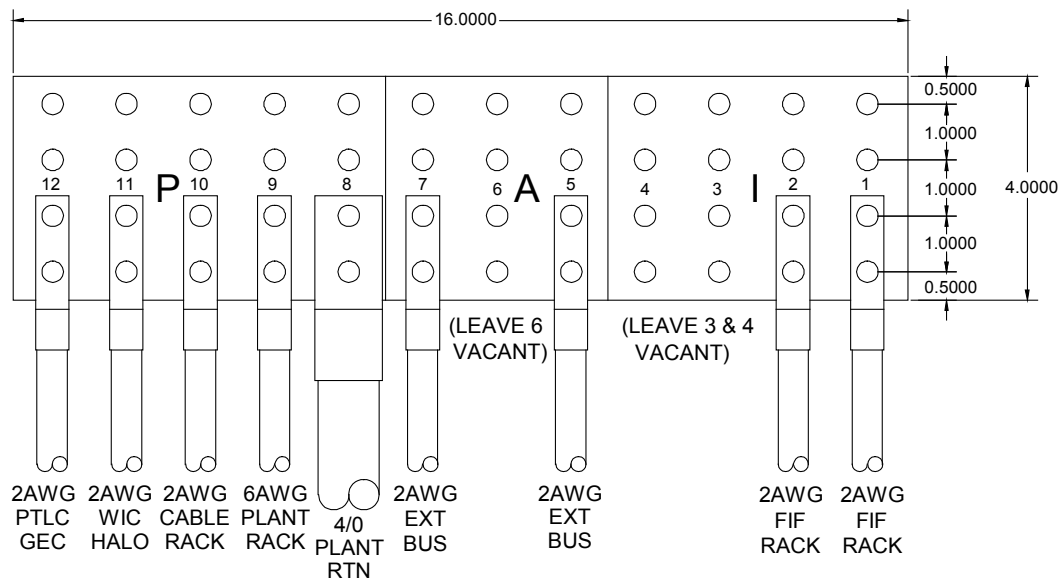 16.0000
0.5000
1.0000
1.0000
4.0000
1.0000
0.5000
12 11 P 10 9 8 7 6 A 5 4 3 I 2 1
(LEAVE 6
VACANT)
(LEAVE 3 & 4
VACANT)
2AWG
PTLC
GEC
2AWG
WIC
HALO
2AWG
CABLE
RACK
6AWG
PLANT
RACK
4/0
PLANT
RTN
2AWG
EXT
BUS
2AWG
EXT
BUS
2AWG
FIF
RACK
2AWG
FIF
RACK